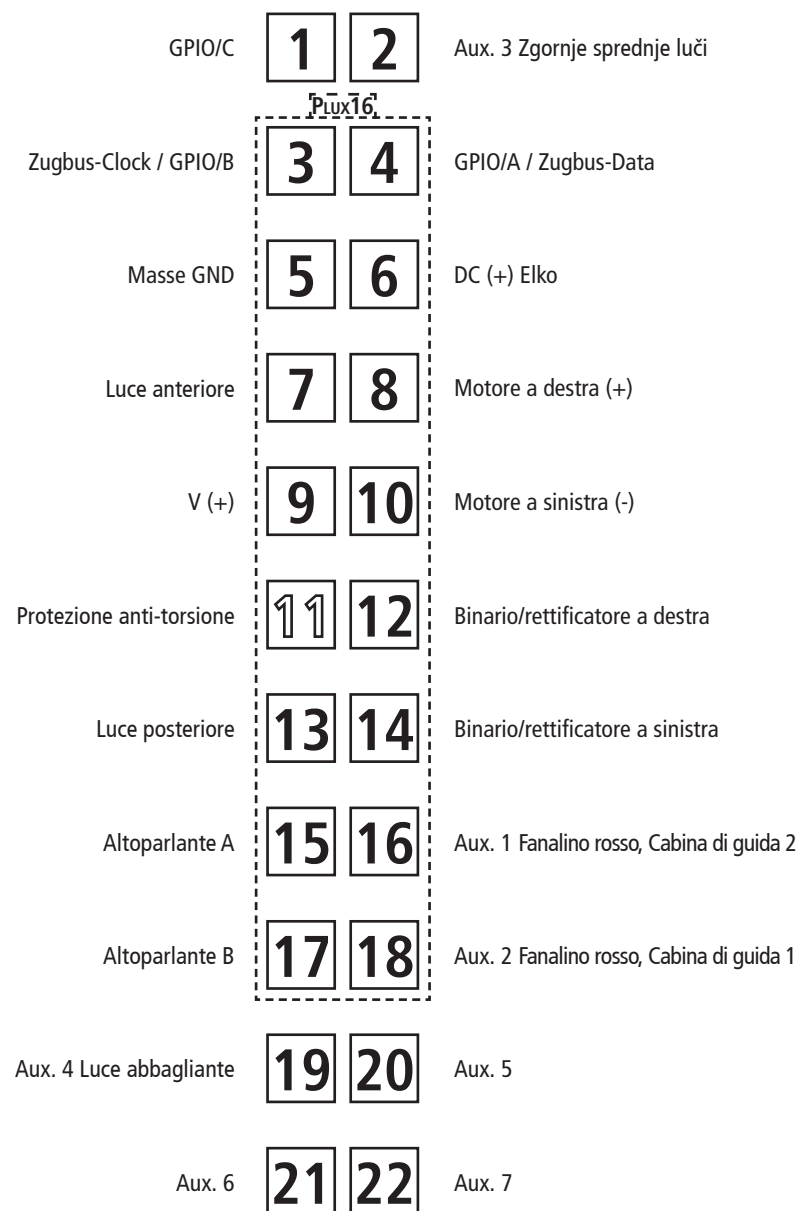 GPIO/C 1 2 Aux. 3 Zgornje sprednje luči
PLUX16
Zugbus-Clock / GPIO/B 3 4 GPIO/A / Zugbus-Data
Masse GND 5 6 DC (+) Elko
Luce anteriore 7 8 Motore a destra (+)
V (+) 9 10 Motore a sinistra (-)
Protezione anti-torsione 11 12 Binario/rettificatore a destra
Luce posteriore 13 14 Binario/rettificatore a sinistra
Altoparlante A 15 16 Aux. 1 Fanalino rosso, Cabina di guida 2
Altoparlante B 17 18 Aux. 2 Fanalino rosso, Cabina di guida 1
Aux. 4 Luce abbagliante 19 20 Aux. 5
Aux. 6 21 22 Aux. 7